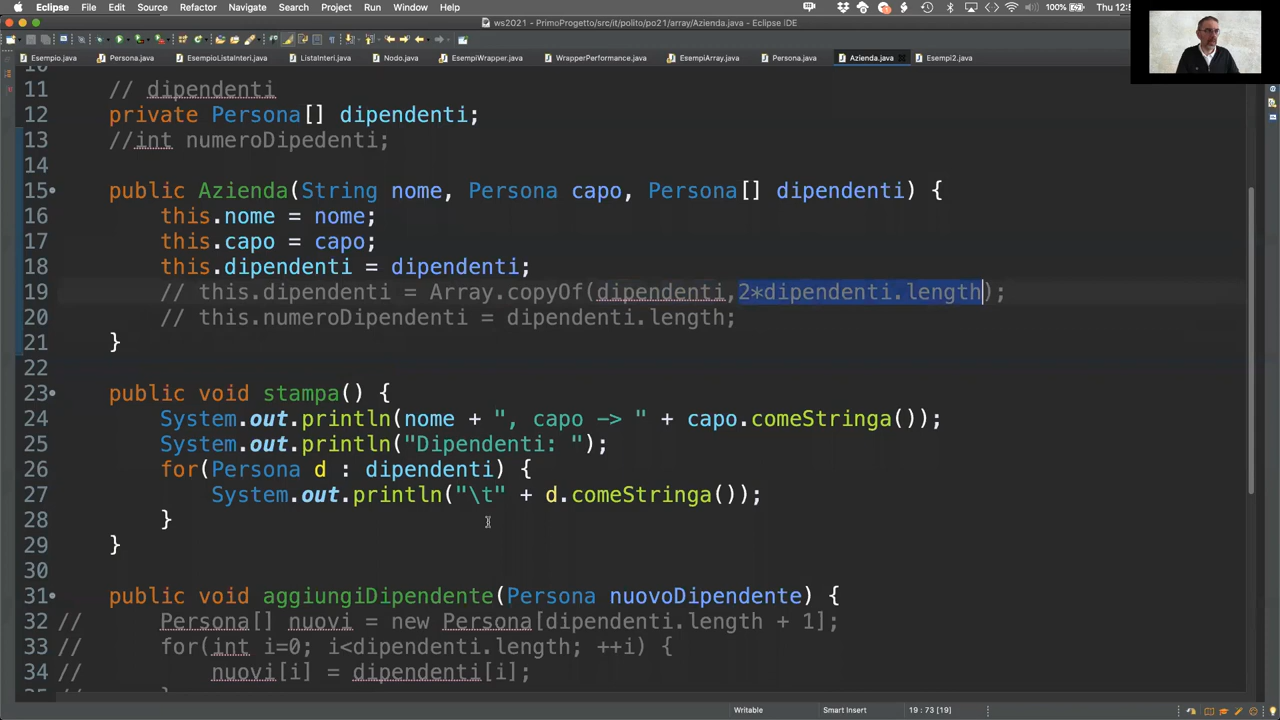 Eclipse File Edit Source Refactor Navigate Search Project Run Window Help 100% Thu 12:5
ws2021 - PrimoProgetto/src/it/polito/po21/array/Azienda.java - Eclipse IDE
Esempio.java Persona.java EsempioListaInteri.java ListaInteri.java Nodo.java EsempiWrapper.java WrapperPerformance.java EsempiArray.java Persona.java Azienda.java Esempi2.java
11 // dipendenti
12 private Persona[] dipendenti;
13 //int numeroDipedenti;
14
15 public Azienda(String nome, Persona capo, Persona[] dipendenti) {
16 this.nome = nome;
17 this.capo = capo;
18 this.dipendenti = dipendenti;
19 // this.dipendenti = Array.copyOf(dipendenti,2*dipendenti.length);
20 // this.numeroDipendenti = dipendenti.length;
21 }
22
23 public void stampa() {
24 System.out.println(nome + ", capo -> " + capo.comeStringa());
25 System.out.println("Dipendenti: ");
26 for(Persona d : dipendenti) {
27 System.out.println("\t" + d.comeStringa());
28 }
29 }
30
31 public void aggiungiDipendente(Persona nuovoDipendente) {
32 // Persona[] nuovi = new Persona[dipendenti.length + 1];
33 // for(int i=0; i<dipendenti.length; ++i) {
34 // nuovi[i] = dipendenti[i];
Writable Smart Insert 19 : 73 [19]